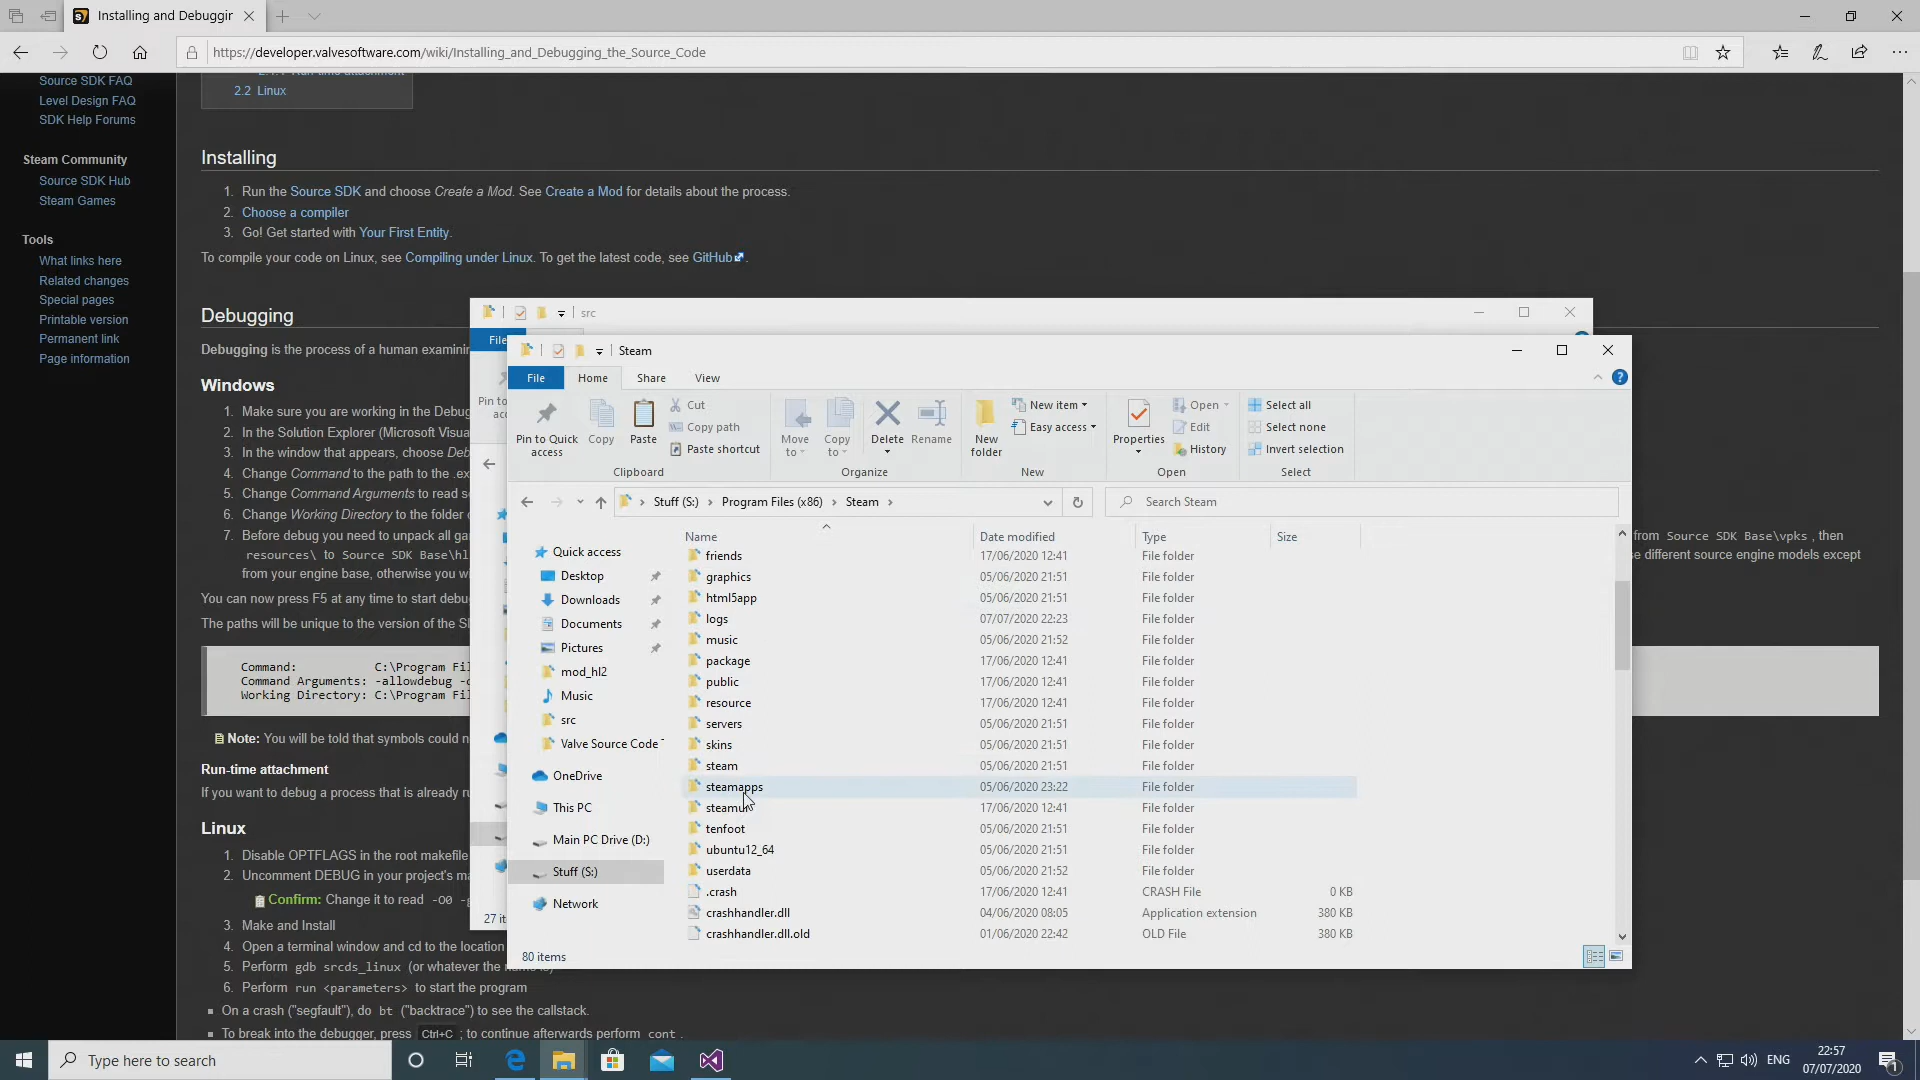 Installing and Debuggir
https://developer.valvesoftware.com/wiki/Installing_and_Debugging_the_Source_Code
Source SDK FAQ
Level Design FAQ
SDK Help Forums
Steam Community
Source SDK Hub
Steam Games
Tools
What links here
Related changes
Special pages
Printable version
Permanent link
Page information
2.2 Linux
Installing
1. Run the Source SDK and choose Create a Mod. See Create a Mod for details about the process.
2. Choose a compiler
3. Go! Get started with Your First Entity.
To compile your code on Linux, see Compiling under Linux. To get the latest code, see GitHub.
Debugging
Debugging is the process of a human examinin
Windows
1. Make sure you are working in the Debug
2. In the Solution Explorer (Microsoft Visua
3. In the window that appears, choose Deb
4. Change Command to the path to the .ex
5. Change Command Arguments to read s
6. Change Working Directory to the folder
7. Before debug you need to unpack all ga
from Source SDK Base\vpks , then
resources\ to Source SDK Base\hl
e different source engine models except
from your engine base, otherwise you wi
You can now press F5 at any time to start debu
The paths will be unique to the version of the S
Command: C:\Program Fil
Command Arguments: -allowdebug -
Working Directory: C:\Program Fil
Note: You will be told that symbols could n
Run-time attachment
If you want to debug a process that is already r
Linux
1. Disable OPTFLAGS in the root makefile
2. Uncomment DEBUG in your project's ma
Confirm: Change it to read -O0 -
3. Make and Install
4. Open a terminal window and cd to the location
5. Perform gdb srcds_linux (or whatever the
6. Perform run <parameters> to start the program
On a crash ("segfault"), do bt ("backtrace") to see the callstack.
To break into the debugger, press Ctrl+C ; to continue afterwards perform cont .
src
File
Pin to
27 it
Steam
File Home Share View
Pin to Quick access
Copy
Paste
Cut
Copy path
Paste shortcut
Clipboard
Move to
Copy to
Delete
Rename
Organize
New folder
New item
Easy access
New
Properties
Open
Edit
History
Open
Select all
Select none
Invert selection
Select
Stuff (S:) > Program Files (x86) > Steam >
Search Steam
Quick access
Desktop
Downloads
Documents
Pictures
mod_hl2
Music
src
Valve Source Code
OneDrive
This PC
Main PC Drive (D:)
Stuff (S:)
Network
Name Date modified Type Size
friends 17/06/2020 12:41 File folder
graphics 05/06/2020 21:51 File folder
html5app 05/06/2020 21:51 File folder
logs 07/07/2020 22:23 File folder
music 05/06/2020 21:52 File folder
package 17/06/2020 12:41 File folder
public 17/06/2020 12:41 File folder
resource 17/06/2020 12:41 File folder
servers 05/06/2020 21:51 File folder
skins 05/06/2020 21:51 File folder
steam 05/06/2020 21:51 File folder
steamapps 05/06/2020 23:22 File folder
steamui 17/06/2020 12:41 File folder
tenfoot 05/06/2020 21:51 File folder
ubuntu12_64 05/06/2020 21:51 File folder
userdata 05/06/2020 21:52 File folder
.crash 17/06/2020 12:41 CRASH File 0 KB
crashhandler.dll 04/06/2020 08:05 Application extension 380 KB
crashhandler.dll.old 01/06/2020 22:42 OLD File 380 KB
80 items
Type here to search
ENG
22:57
07/07/2020
1